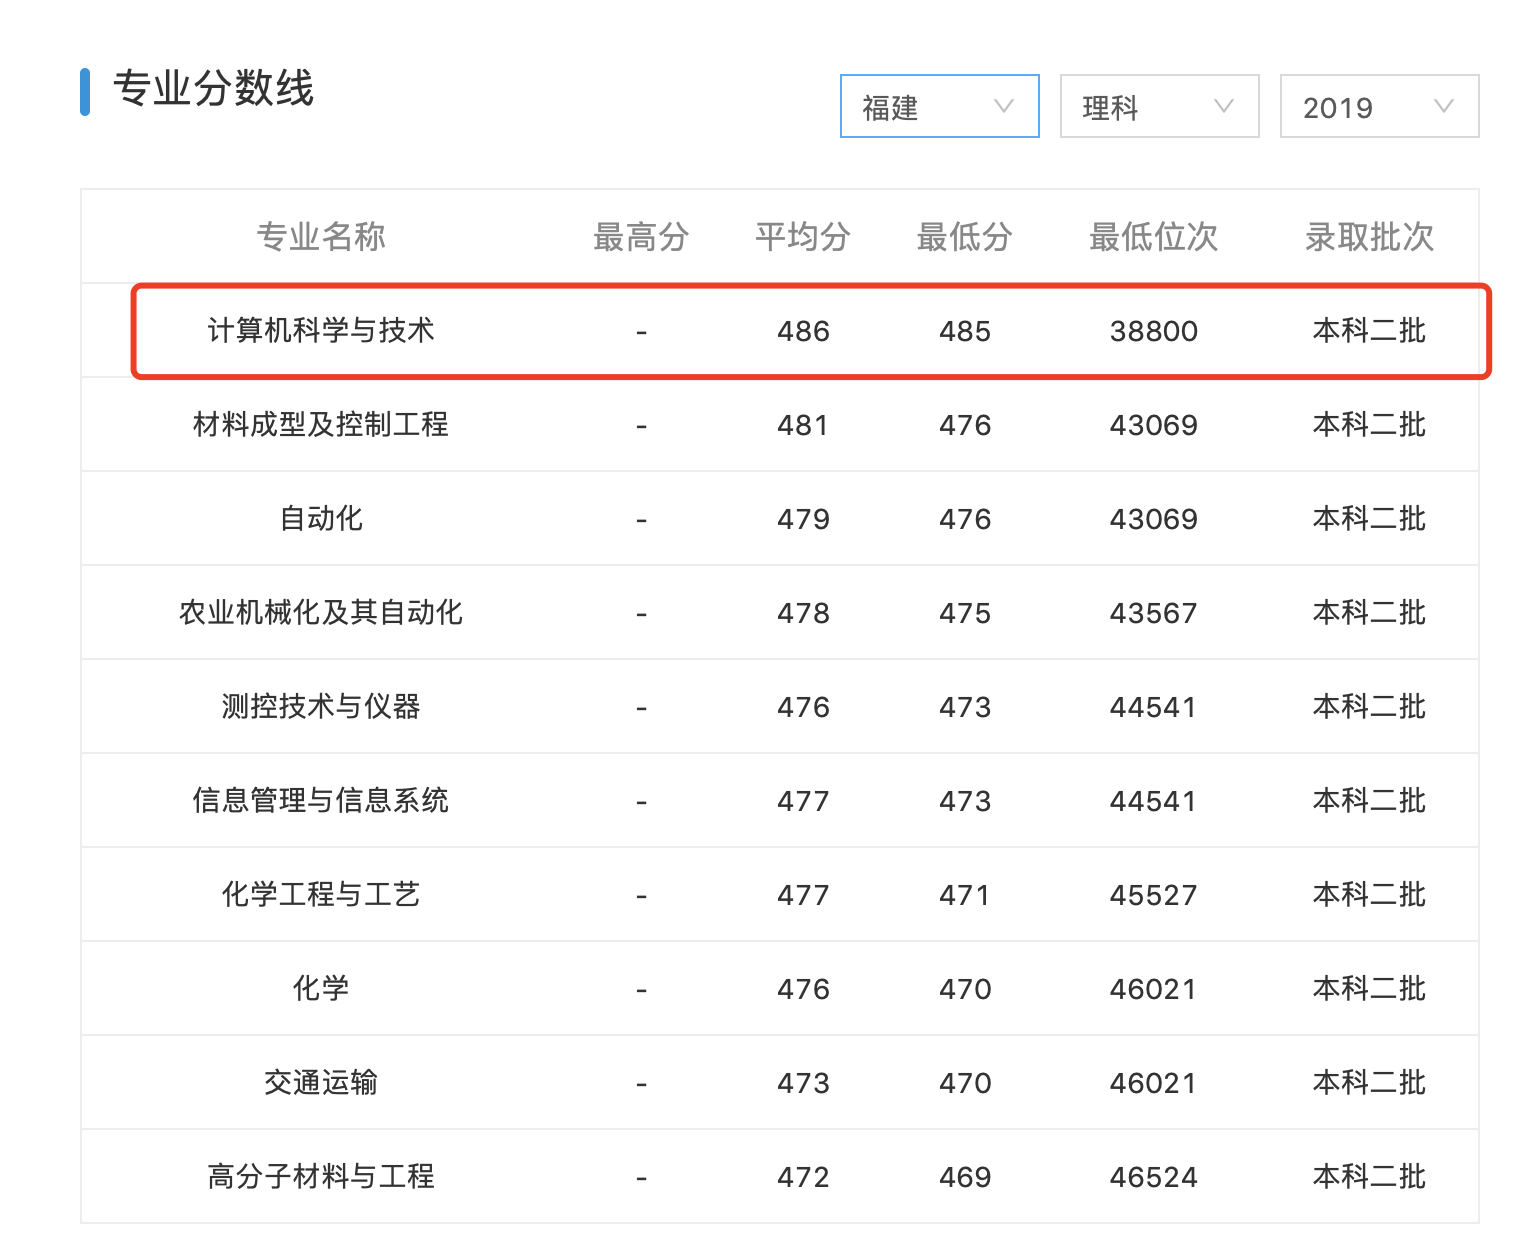 专业分数线
福建 理科 2019
专业名称 最高分 平均分 最低分 最低位次 录取批次
计算机科学与技术 - 486 485 38800 本科二批
材料成型及控制工程 - 481 476 43069 本科二批
自动化 - 479 476 43069 本科二批
农业机械化及其自动化 - 478 475 43567 本科二批
测控技术与仪器 - 476 473 44541 本科二批
信息管理与信息系统 - 477 473 44541 本科二批
化学工程与工艺 - 477 471 45527 本科二批
化学 - 476 470 46021 本科二批
交通运输 - 473 470 46021 本科二批
高分子材料与工程 - 472 469 46524 本科二批